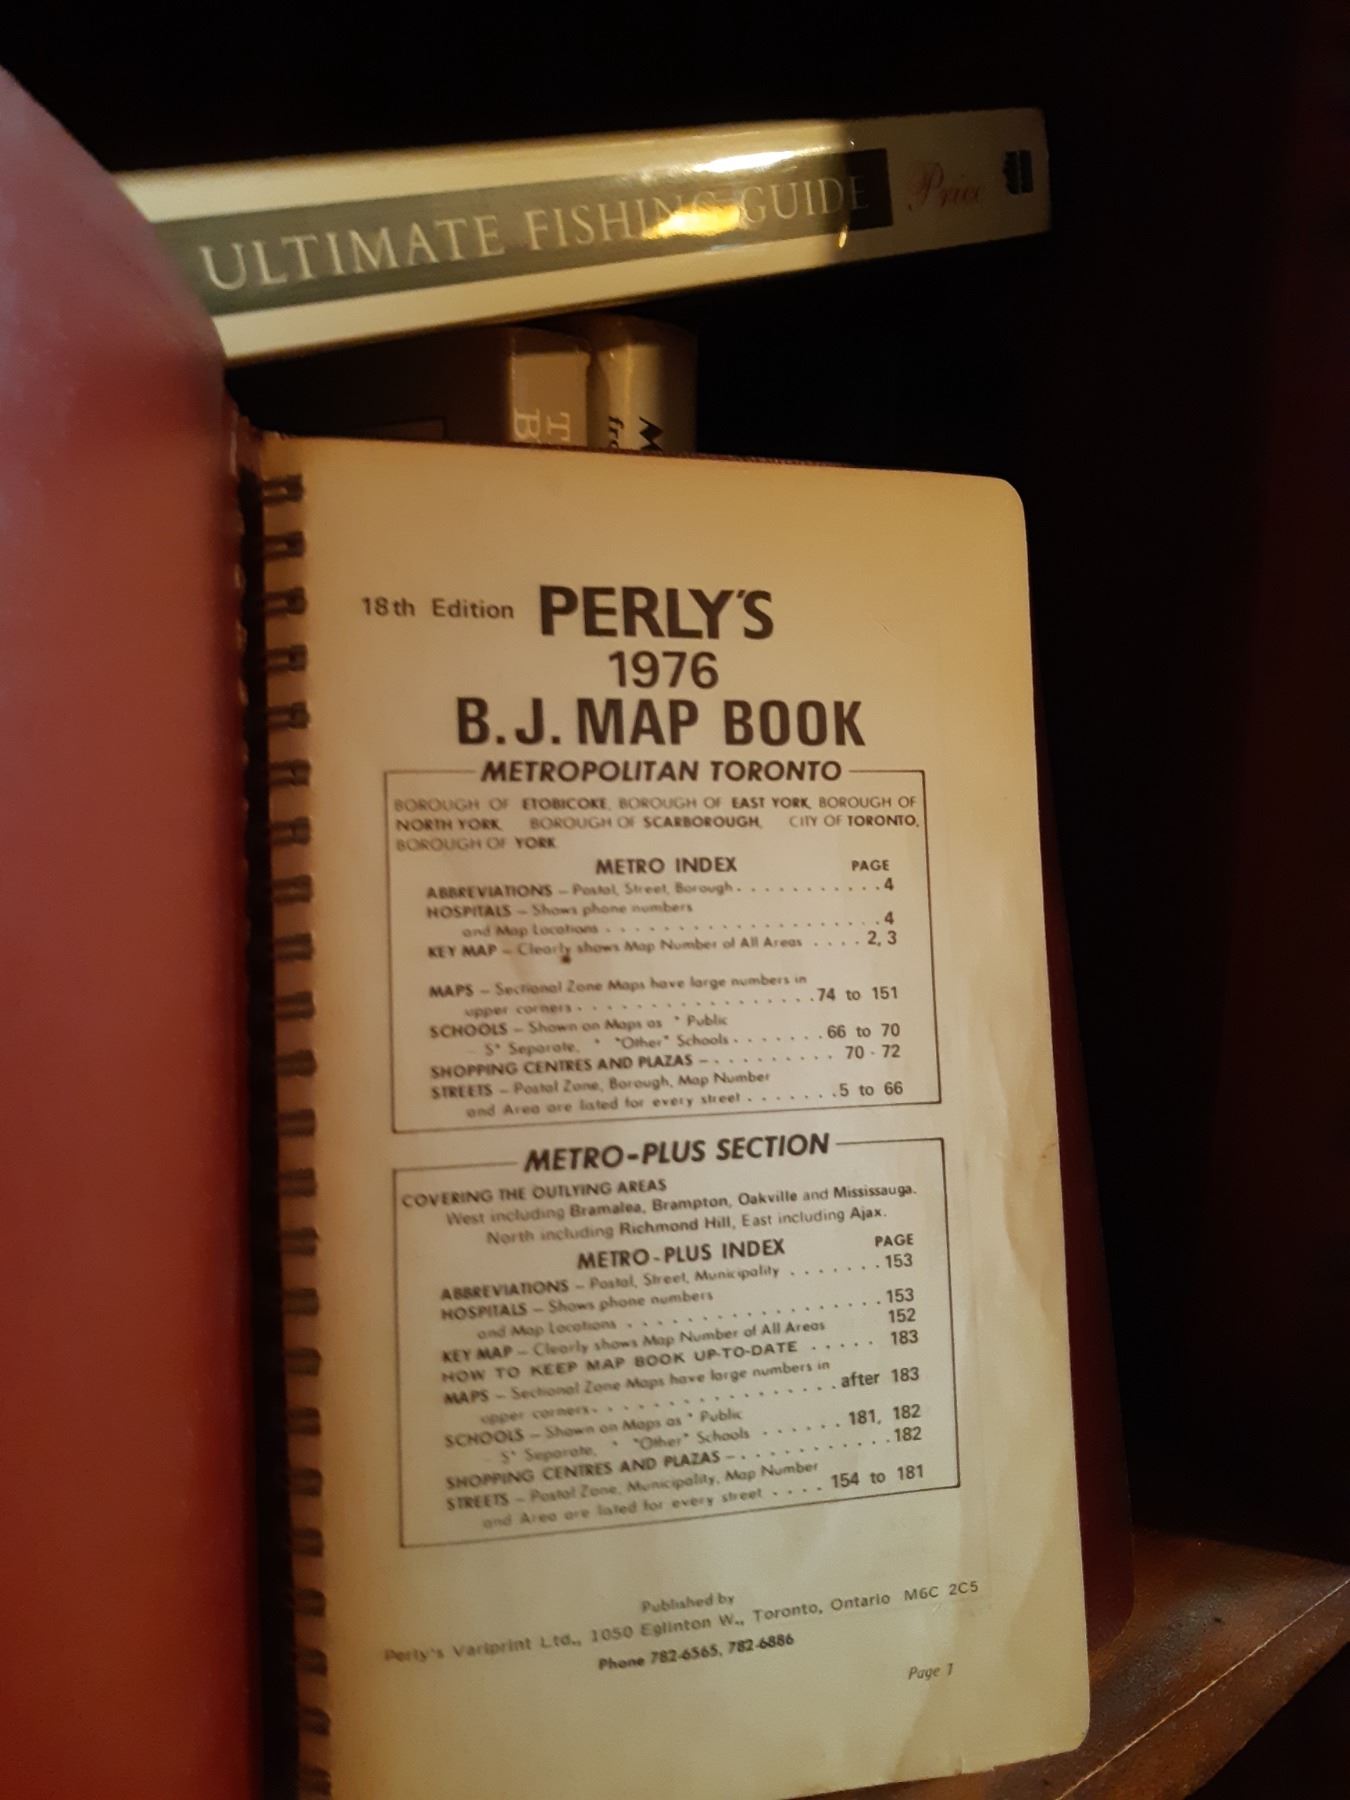 ULTIMATE FISHING GUIDE Price
T
B
M
fro
18th Edition PERLY'S
1976
B.J. MAP BOOK
METROPOLITAN TORONTO
BOROUGH OF ETOBICOKE, BOROUGH OF EAST YORK, BOROUGH OF
NORTH YORK, BOROUGH OF SCARBOROUGH, CITY OF TORONTO,
BOROUGH OF YORK
METRO INDEX PAGE
ABBREVIATIONS – Postal, Street, Borough . . . . . . . . . . . 4
HOSPITALS – Shows phone numbers
and Map Locations . . . . . . . . . . . . . . . . . . 4
KEY MAP – Clearly shows Map Number of All Areas . . . . 2, 3
MAPS – Sectional Zone Maps have large numbers in
upper corners . . . . . . . . . . . . . . . . . 74 to 151
SCHOOLS – Shown on Maps as * Public
S* Separate, * "Other" Schools . . . . . . . 66 to 70
SHOPPING CENTRES AND PLAZAS – . . . . . . . . . . 70 - 72
STREETS – Postal Zone, Borough, Map Number
and Area are listed for every street . . . . . . . 5 to 66
METRO-PLUS SECTION
COVERING THE OUTLYING AREAS
West including Bramalea, Brampton, Oakville and Mississauga.
North including Richmond Hill, East including Ajax.
METRO-PLUS INDEX PAGE
ABBREVIATIONS – Postal, Street, Municipality . . . . . . . 153
HOSPITALS – Shows phone numbers
and Map Locations . . . . . . . . . . . . . . . . . 153
KEY MAP – Clearly shows Map Number of All Areas 152
HOW TO KEEP MAP BOOK UP-TO-DATE . . . . . 183
MAPS – Sectional Zone Maps have large numbers in
upper corners . . . . . . . . . . . . . . . . . after 183
SCHOOLS – Shown on Maps as * Public
S* Separate, * "Other" Schools . . . . . . 181, 182
SHOPPING CENTRES AND PLAZAS – . . . . . . . . . . . 182
STREETS – Postal Zone, Municipality, Map Number
and Area are listed for every street . . . . 154 to 181
Published by
Perly's Variprint Ltd., 1050 Eglinton W., Toronto, Ontario M6C 2C5
Phone 782-6565, 782-6886
Page 1